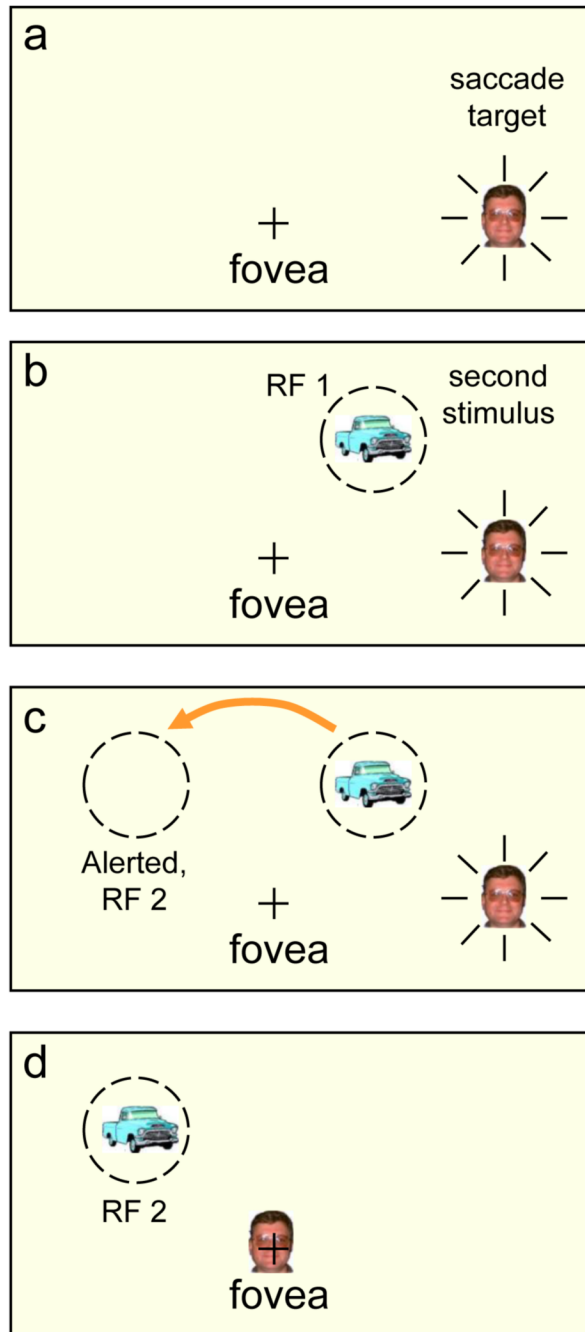 a
saccade
target
fovea
b
RF 1
second
stimulus
fovea
c
Alerted,
RF 2
fovea
d
RF 2
fovea